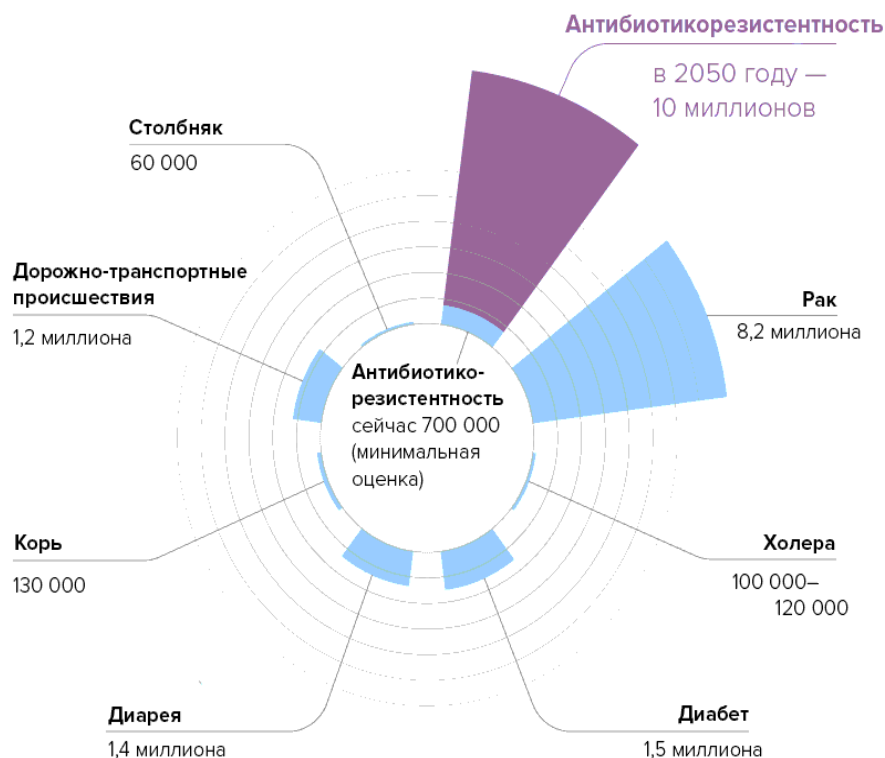 Антибиотикорезистентность
в 2050 году —
10 миллионов
Столбняк
60 000
Дорожно-транспортные
происшествия
1,2 миллиона
Рак
8,2 миллиона
Антибиотико-
резистентность
сейчас 700 000
(минимальная
оценка)
Корь
130 000
Холера
100 000–
120 000
Диарея
1,4 миллиона
Диабет
1,5 миллиона